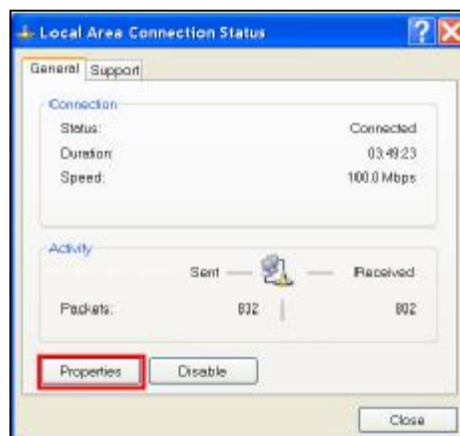 Local Area Connection Status
General Support
Connection
Status: Connected
Duration: 03:49:23
Speed: 100.0 Mbps
Activity
Sent Received
Packets: 832 802
Properties Disable
Close